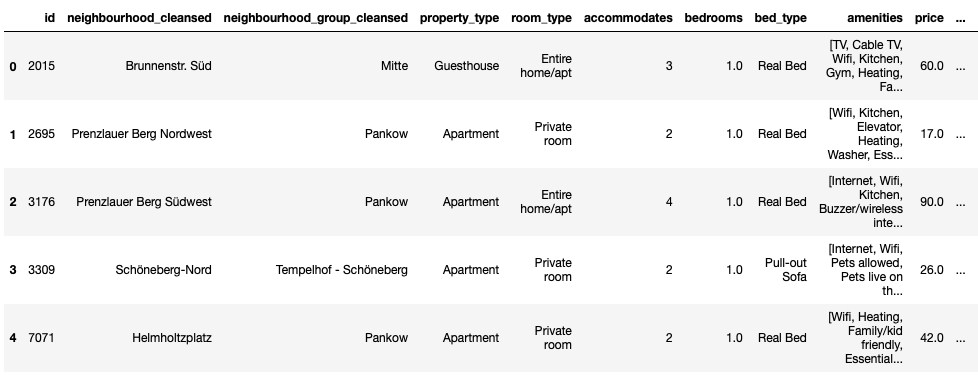 id neighbourhood_cleansed neighbourhood_group_cleansed property_type room_type accommodates bedrooms bed_type amenities price ...
0 2015 Brunnenstr. Süd Mitte Guesthouse Entire home/apt 3 1.0 Real Bed [TV, Cable TV, Wifi, Kitchen, Gym, Heating, Fa... 60.0 ...
1 2695 Prenzlauer Berg Nordwest Pankow Apartment Private room 2 1.0 Real Bed [Wifi, Kitchen, Elevator, Heating, Washer, Ess... 17.0 ...
2 3176 Prenzlauer Berg Südwest Pankow Apartment Entire home/apt 4 1.0 Real Bed [Internet, Wifi, Kitchen, Buzzer/wireless inte... 90.0 ...
3 3309 Schöneberg-Nord Tempelhof - Schöneberg Apartment Private room 2 1.0 Pull-out Sofa [Internet, Wifi, Pets allowed, Pets live on th... 26.0 ...
4 7071 Helmholtzplatz Pankow Apartment Private room 2 1.0 Real Bed [Wifi, Heating, Family/kid friendly, Essential... 42.0 ...